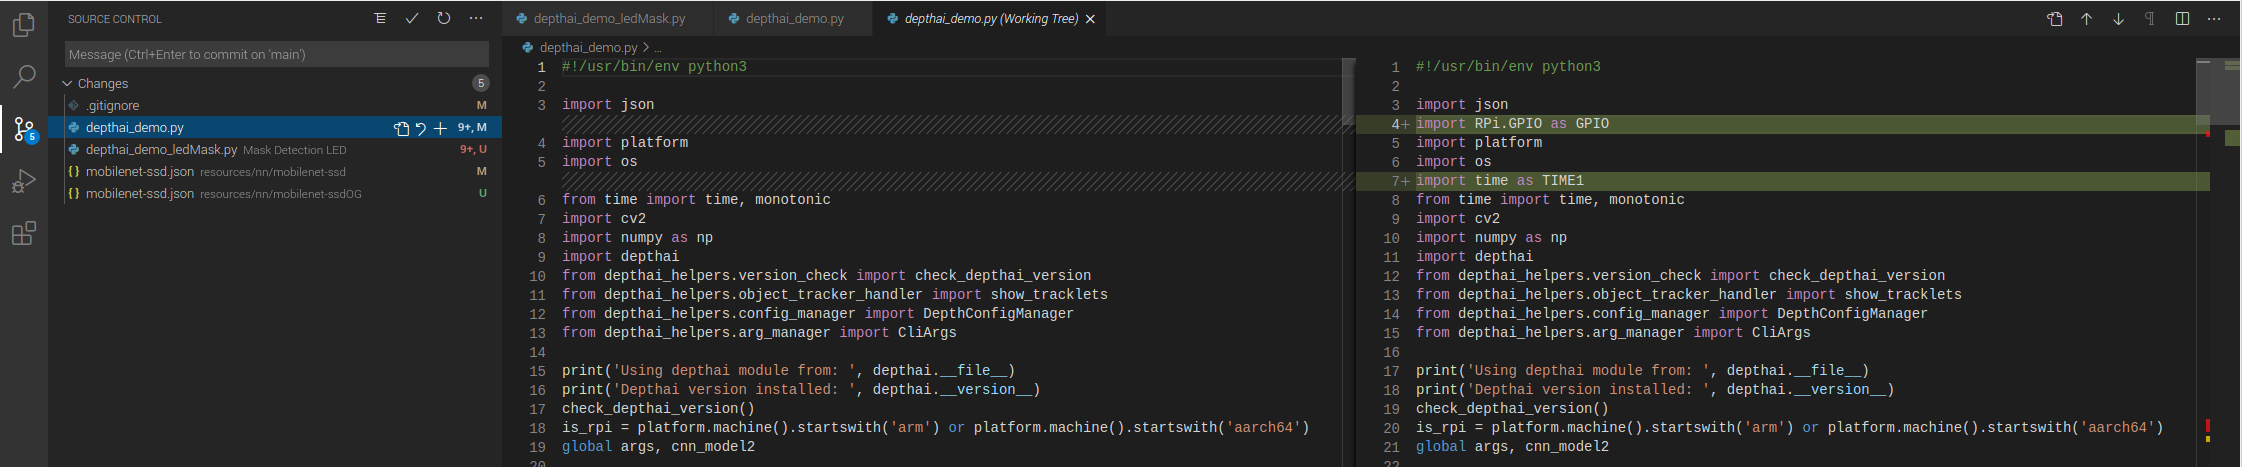 SOURCE CONTROL
Message (Ctrl+Enter to commit on 'main')
Changes 5
.gitignore M
depthai_demo.py 9+, M
depthai_demo_ledMask.py Mask Detection LED 9+, U
mobilenet-ssd.json resources/nn/mobilenet-ssd M
mobilenet-ssd.json resources/nn/mobilenet-ssdOG U
5
depthai_demo_ledMask.py depthai_demo.py depthai_demo.py (Working Tree)
depthai_demo.py > ...
1 #!/usr/bin/env python3
2
3 import json
4 import platform
5 import os
6 from time import time, monotonic
7 import cv2
8 import numpy as np
9 import depthai
10 from depthai_helpers.version_check import check_depthai_version
11 from depthai_helpers.object_tracker_handler import show_tracklets
12 from depthai_helpers.config_manager import DepthConfigManager
13 from depthai_helpers.arg_manager import CliArgs
14
15 print('Using depthai module from: ', depthai.__file__)
16 print('Depthai version installed: ', depthai.__version__)
17 check_depthai_version()
18 is_rpi = platform.machine().startswith('arm') or platform.machine().startswith('aarch64')
19 global args, cnn_model2
20
1 #!/usr/bin/env python3
2
3 import json
4+ import RPi.GPIO as GPIO
5 import platform
6 import os
7+ import time as TIME1
8 from time import time, monotonic
9 import cv2
10 import numpy as np
11 import depthai
12 from depthai_helpers.version_check import check_depthai_version
13 from depthai_helpers.object_tracker_handler import show_tracklets
14 from depthai_helpers.config_manager import DepthConfigManager
15 from depthai_helpers.arg_manager import CliArgs
16
17 print('Using depthai module from: ', depthai.__file__)
18 print('Depthai version installed: ', depthai.__version__)
19 check_depthai_version()
20 is_rpi = platform.machine().startswith('arm') or platform.machine().startswith('aarch64')
21 global args, cnn_model2
22